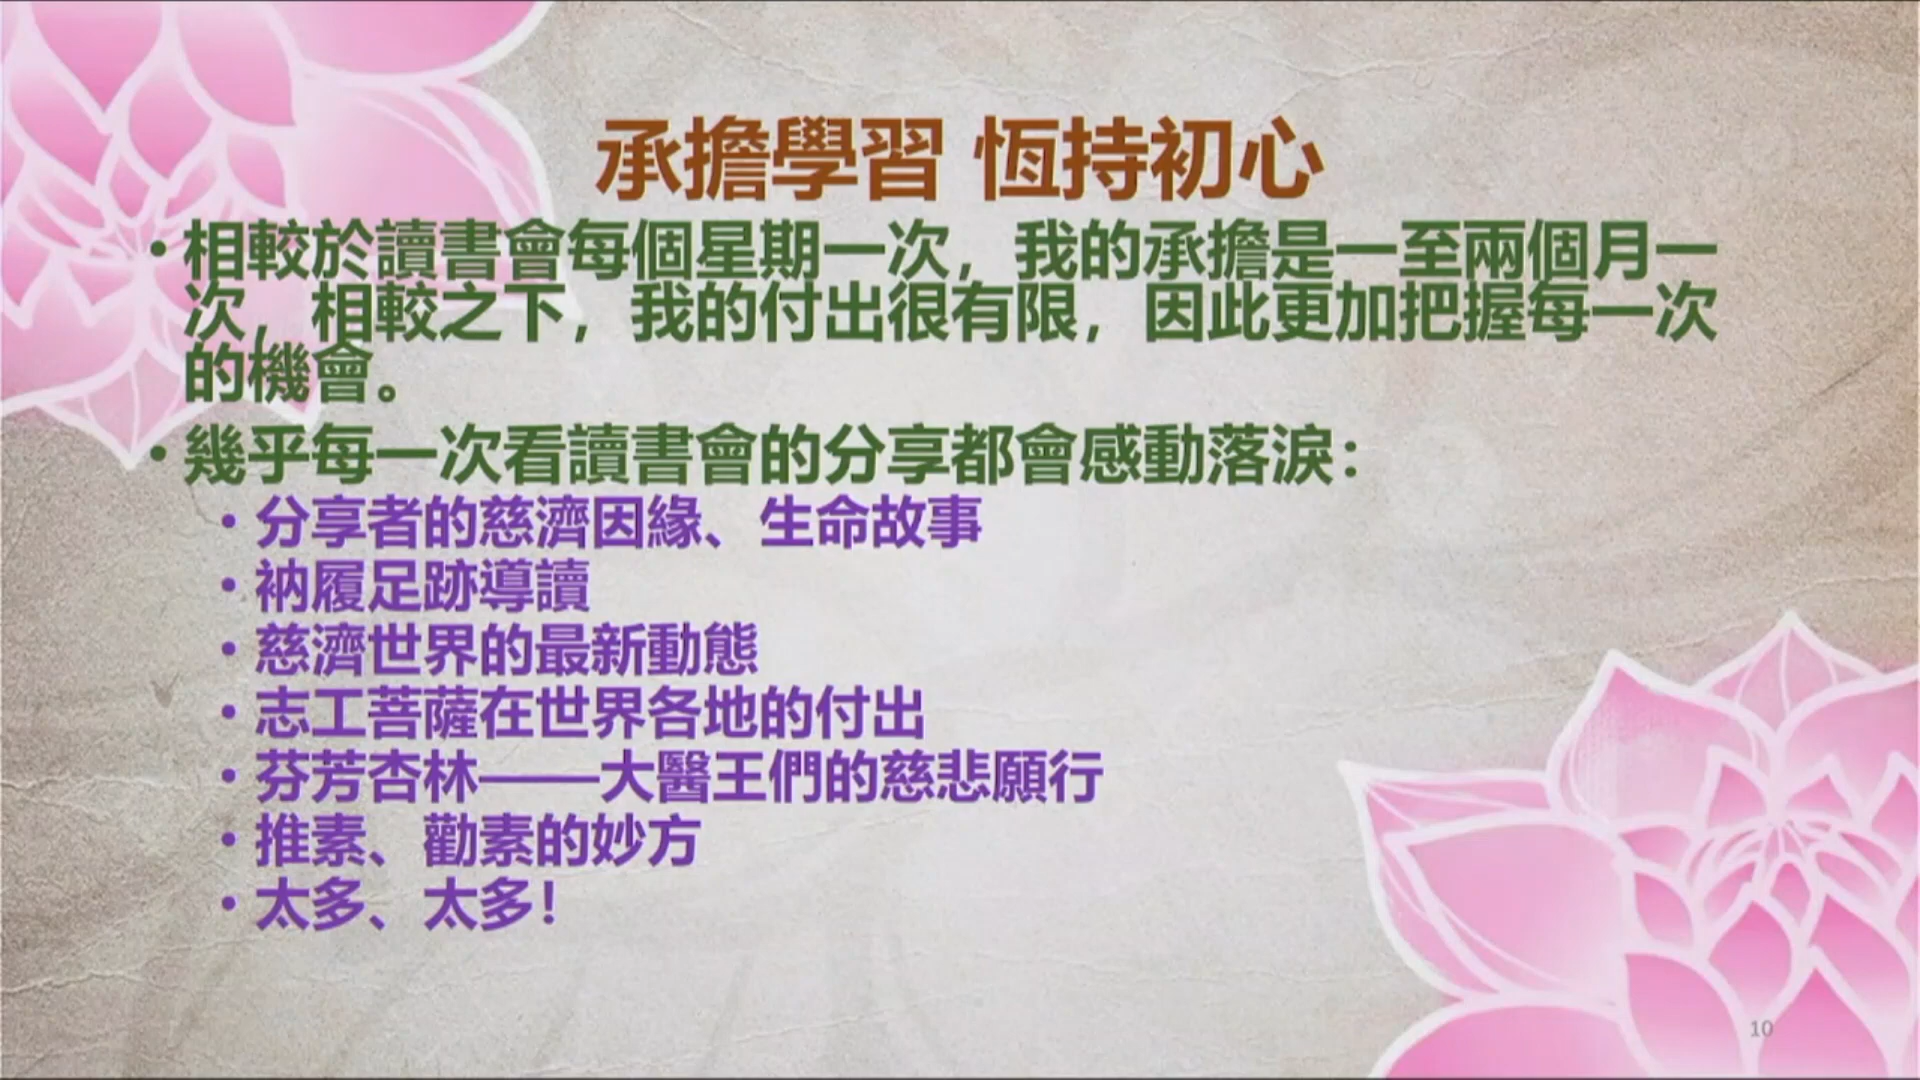 承擔學習 恆持初心
•相較於讀書會每個星期一次，我的承擔是一至兩個月一
次，相較之下，我的付出很有限，因此更加把握每一次
的機會。
•幾乎每一次看讀書會的分享都會感動落淚：
•分享者的慈濟因緣、生命故事
•衲履足跡導讀
•慈濟世界的最新動態
•志工菩薩在世界各地的付出
•芬芳杏林——大醫王們的慈悲願行
•推素、勸素的妙方
•太多、太多！
10